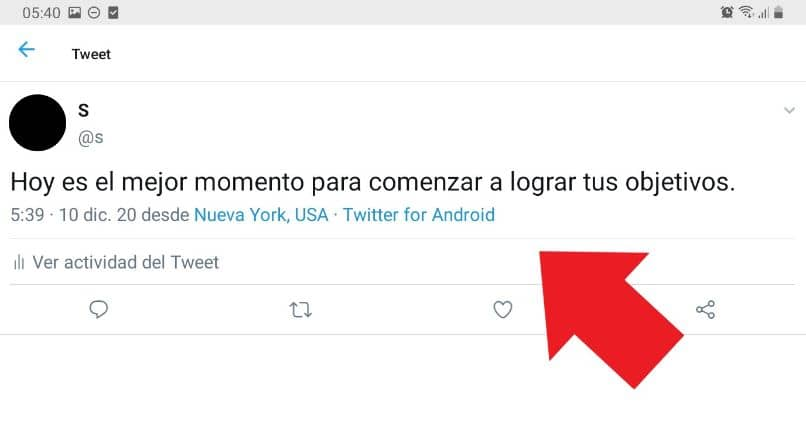 05:40
Tweet
S
@s
Hoy es el mejor momento para comenzar a lograr tus objetivos.
5:39 · 10 dic. 20 desde Nueva York, USA · Twitter for Android
Ver actividad del Tweet